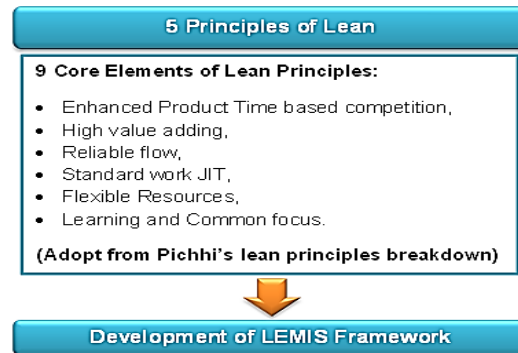 5 Principles of Lean
9 Core Elements of Lean Principles:
• Enhanced Product Time based competition,
• High value adding,
• Reliable flow,
• Standard work JIT,
• Flexible Resources,
• Learning and Common focus.
(Adopt from Pichhi's lean principles breakdown)
Development of LEMIS Framework